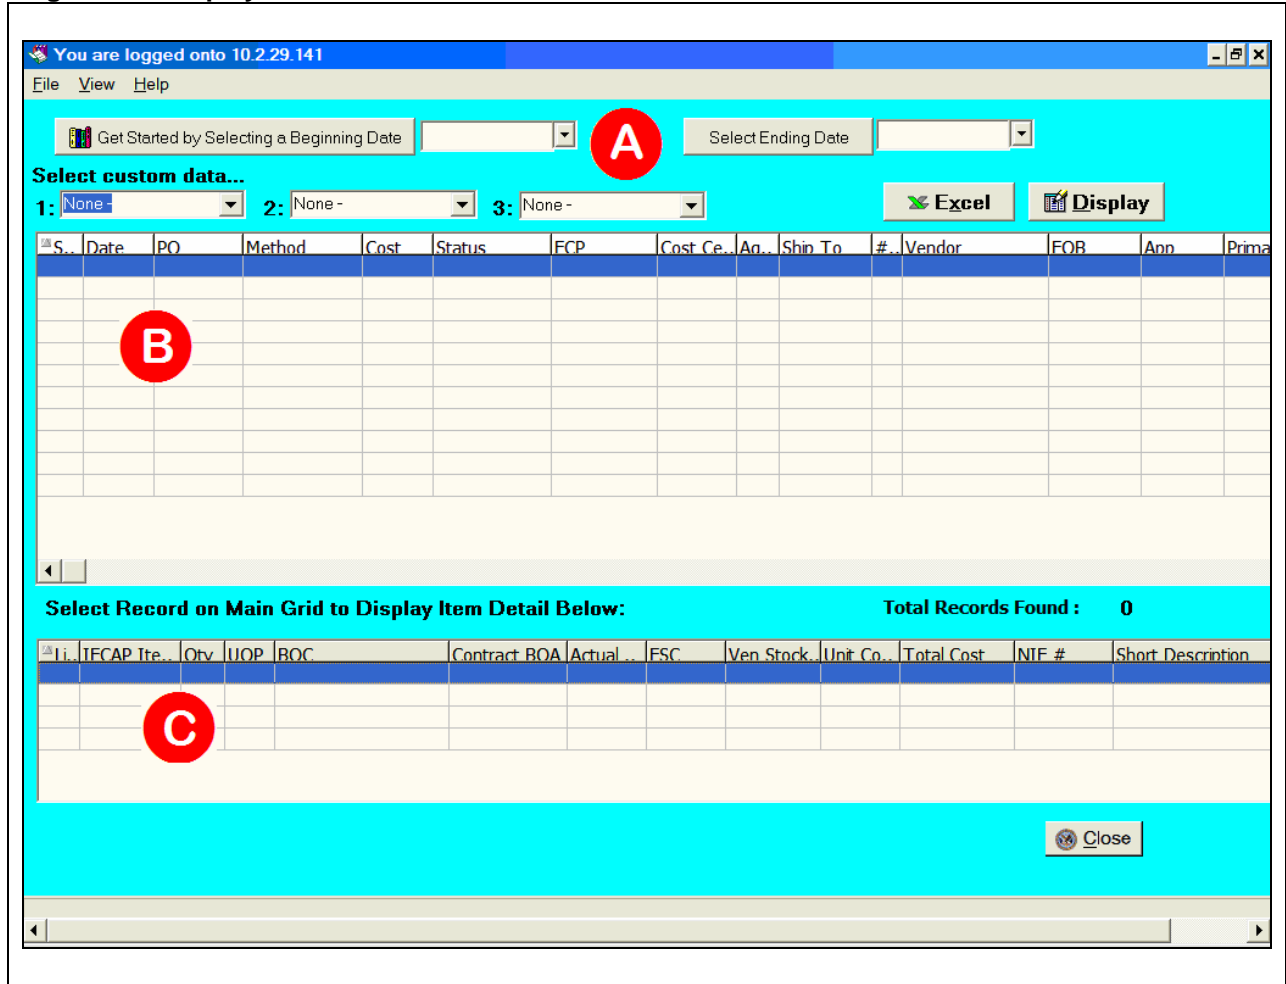 You are logged onto 10.2.29.141
File View Help
Get Started by Selecting a Beginning Date A Select Ending Date
Select custom data...
1: None - 2: None - 3: None - Excel Display
S.. Date PO Method Cost Status FCP Cost Ce.. Ag.. Ship To #.. Vendor FOB App Prima
B
Select Record on Main Grid to Display Item Detail Below: Total Records Found : 0
Li.. IFCAP Ite.. Qty UOP BOC Contract BOA Actual .. FSC Ven Stock.. Unit Co.. Total Cost NIF # Short Description
C
Close